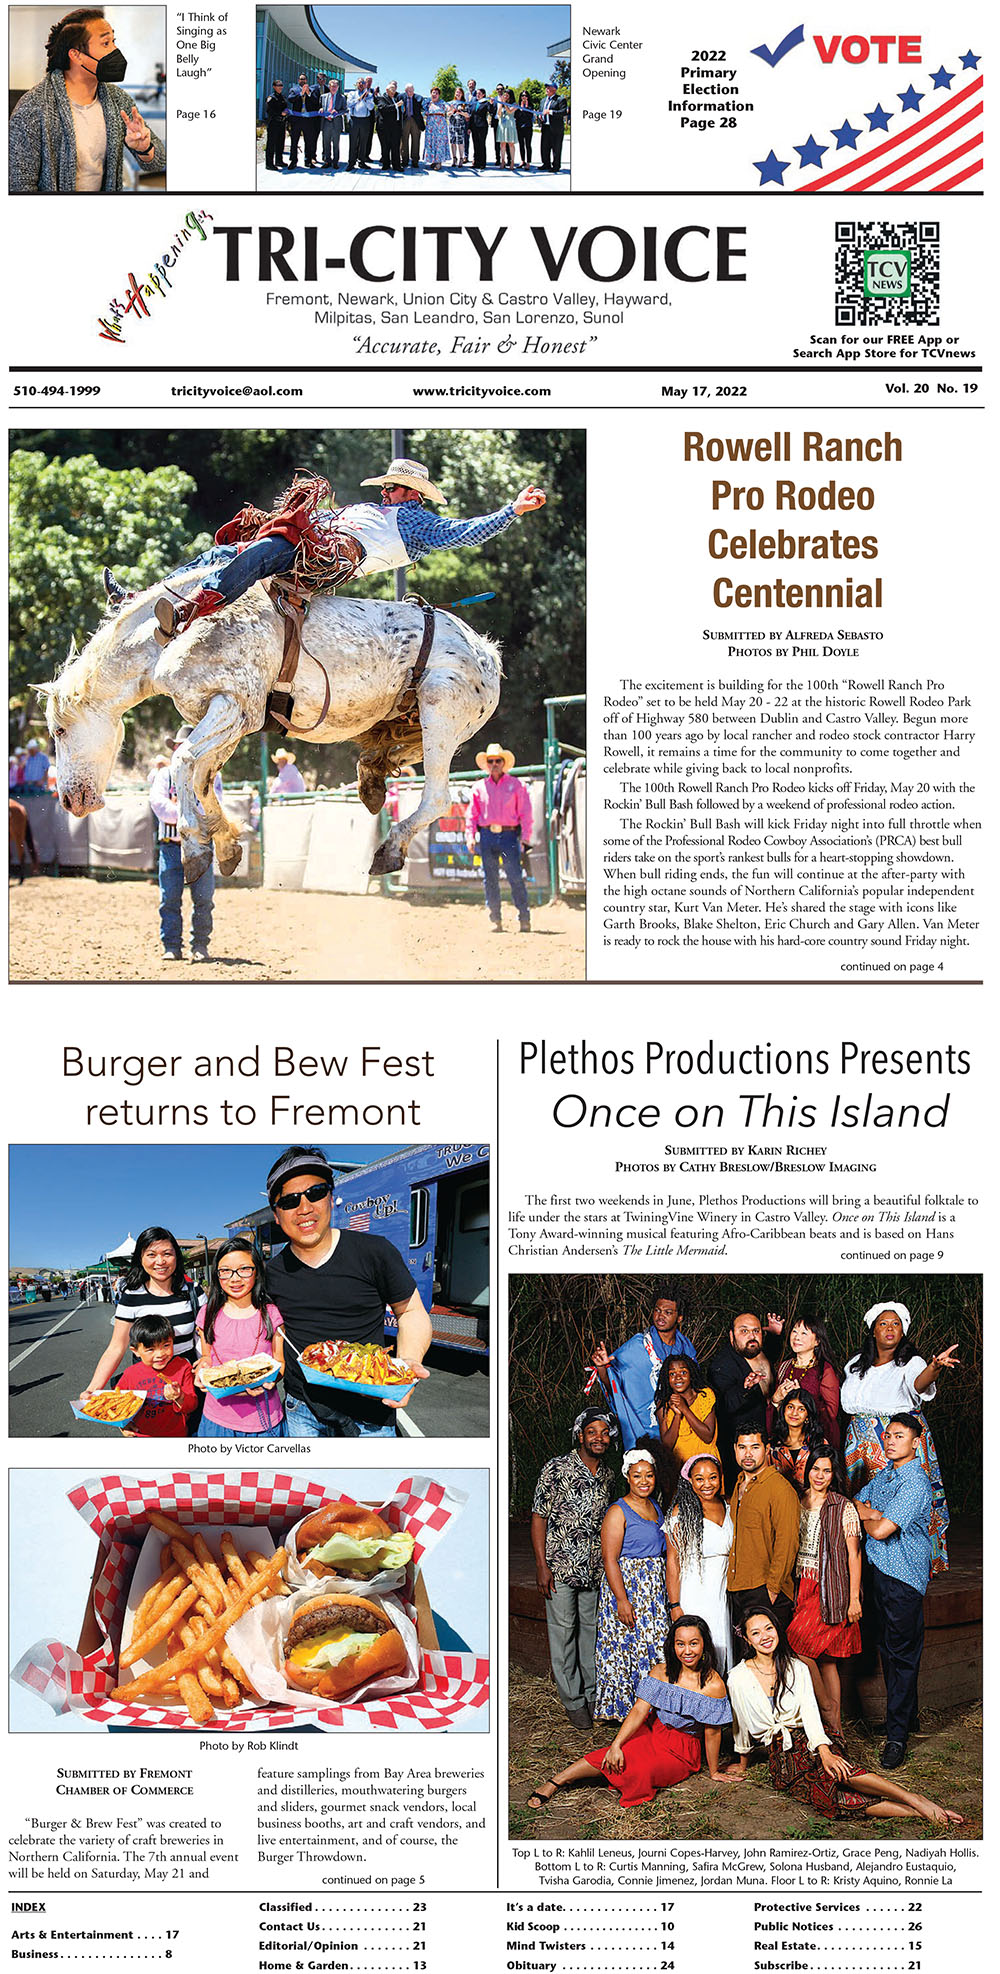 "I Think of
Singing as
One Big
Belly
Laugh"
Page 16
Newark
Civic Center
Grand
Opening
Page 19
2022
Primary
Election
Information
Page 28
VOTE
What's Happening's
TRI-CITY VOICE
Fremont, Newark, Union City & Castro Valley, Hayward,
Milpitas, San Leandro, San Lorenzo, Sunol
"Accurate, Fair & Honest"
TCV
NEWS
Scan for our FREE App or
Search App Store for TCVnews
510-494-1999 tricityvoice@aol.com www.tricityvoice.com May 17, 2022 Vol. 20 No. 19
Rowell Ranch
Pro Rodeo
Celebrates
Centennial
Submitted by Alfreda Sebasto
Photos by Phil Doyle
The excitement is building for the 100th "Rowell Ranch Pro
Rodeo" set to be held May 20 - 22 at the historic Rowell Rodeo Park
off of Highway 580 between Dublin and Castro Valley. Begun more
than 100 years ago by local rancher and rodeo stock contractor Harry
Rowell, it remains a time for the community to come together and
celebrate while giving back to local nonprofits.
The 100th Rowell Ranch Pro Rodeo kicks off Friday, May 20 with the
Rockin' Bull Bash followed by a weekend of professional rodeo action.
The Rockin' Bull Bash will kick Friday night into full throttle when
some of the Professional Rodeo Cowboy Association's (PRCA) best bull
riders take on the sport's rankest bulls for a heart-stopping showdown.
When bull riding ends, the fun will continue at the after-party with
the high octane sounds of Northern California's popular independent
country star, Kurt Van Meter. He's shared the stage with icons like
Garth Brooks, Blake Shelton, Eric Church and Gary Allen. Van Meter
is ready to rock the house with his hard-core country sound Friday night.
continued on page 4
Burger and Bew Fest
returns to Fremont
TRUC
We C
Cowboy
Up!
Photo by Victor Carvellas
Photo by Rob Klindt
Submitted by Fremont
Chamber of Commerce
"Burger & Brew Fest" was created to
celebrate the variety of craft breweries in
Northern California. The 7th annual event
will be held on Saturday, May 21 and
feature samplings from Bay Area breweries
and distilleries, mouthwatering burgers
and sliders, gourmet snack vendors, local
business booths, art and craft vendors, and
live entertainment, and of course, the
Burger Throwdown.
continued on page 5
Plethos Productions Presents
Once on This Island
Submitted by Karin Richey
Photos by Cathy Breslow/Breslow Imaging
The first two weekends in June, Plethos Productions will bring a beautiful folktale to
life under the stars at TwiningVine Winery in Castro Valley. Once on This Island is a
Tony Award-winning musical featuring Afro-Caribbean beats and is based on Hans
Christian Andersen's The Little Mermaid.
continued on page 9
Top L to R: Kahlil Leneus, Journi Copes-Harvey, John Ramirez-Ortiz, Grace Peng, Nadiyah Hollis.
Bottom L to R: Curtis Manning, Safira McGrew, Solona Husband, Alejandro Eustaquio,
Tvisha Garodia, Connie Jimenez, Jordan Muna. Floor L to R: Kristy Aquino, Ronnie La
INDEX
Arts & Entertainment . . . . 17
Business . . . . . . . . . . . . . . . 8
Classified . . . . . . . . . . . . . . 23
Contact Us . . . . . . . . . . . . . 21
Editorial/Opinion . . . . . . . 21
Home & Garden . . . . . . . . . 13
It's a date. . . . . . . . . . . . . . 17
Kid Scoop . . . . . . . . . . . . . . 10
Mind Twisters . . . . . . . . . . 14
Obituary . . . . . . . . . . . . . . 24
Protective Services . . . . . . 22
Public Notices . . . . . . . . . . 26
Real Estate. . . . . . . . . . . . . 15
Subscribe . . . . . . . . . . . . . . 21